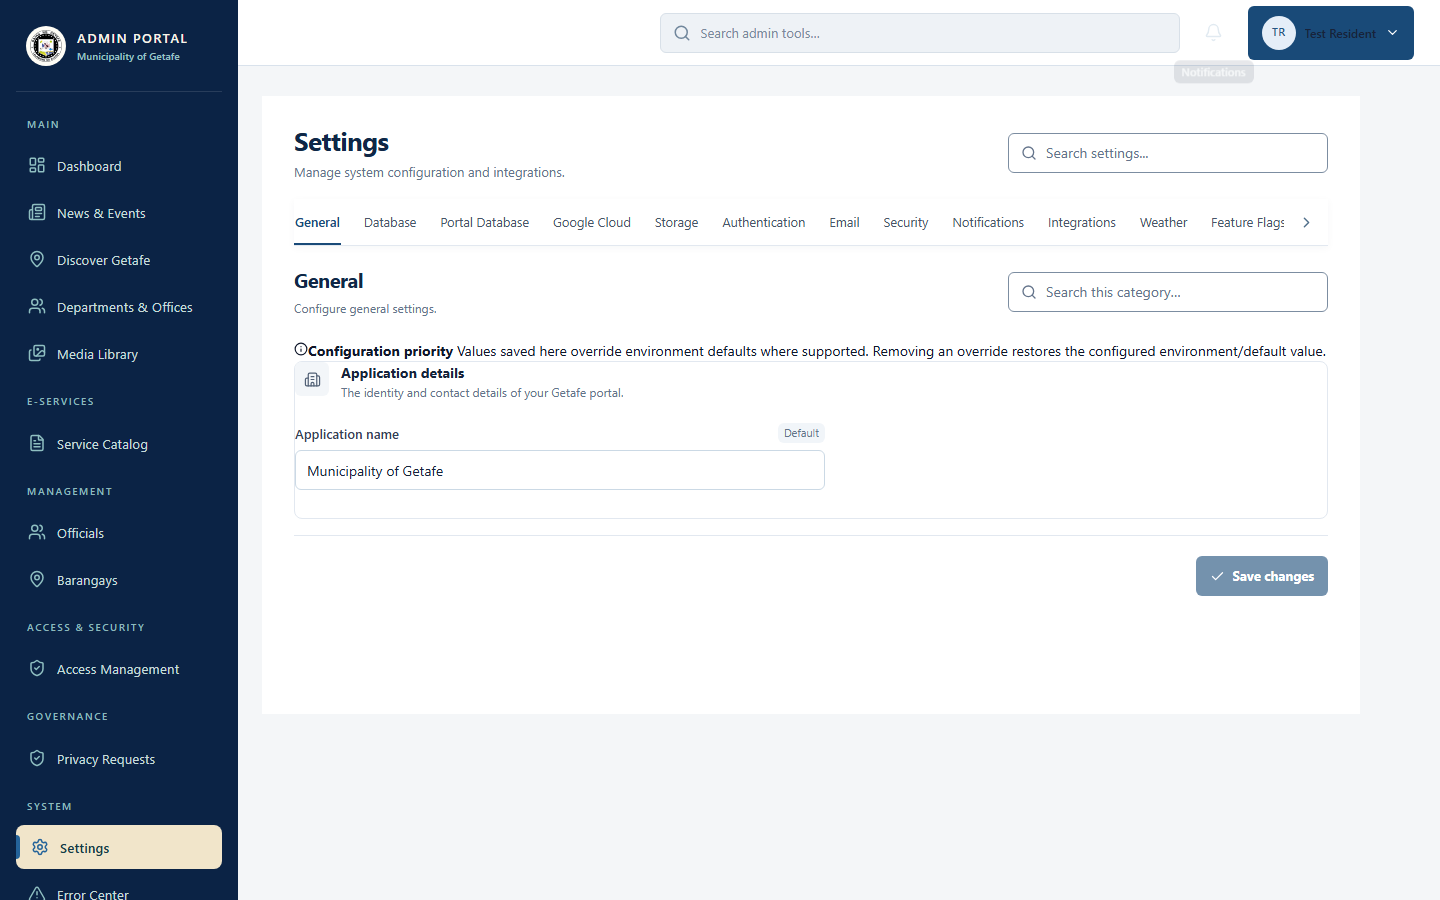 ADMIN PORTAL
Municipality of Getafe
Search admin tools...
TR
Test Resident
Notifications
MAIN
Dashboard
News & Events
Discover Getafe
Departments & Offices
Media Library
E-SERVICES
Service Catalog
MANAGEMENT
Officials
Barangays
ACCESS & SECURITY
Access Management
GOVERNANCE
Privacy Requests
SYSTEM
Settings
Error Center
Settings
Manage system configuration and integrations.
Search settings...
General Database Portal Database Google Cloud Storage Authentication Email Security Notifications Integrations Weather Feature Flags
General
Configure general settings.
Search this category...
Configuration priority Values saved here override environment defaults where supported. Removing an override restores the configured environment/default value.
Application details
The identity and contact details of your Getafe portal.
Application name
Default
Municipality of Getafe
Save changes